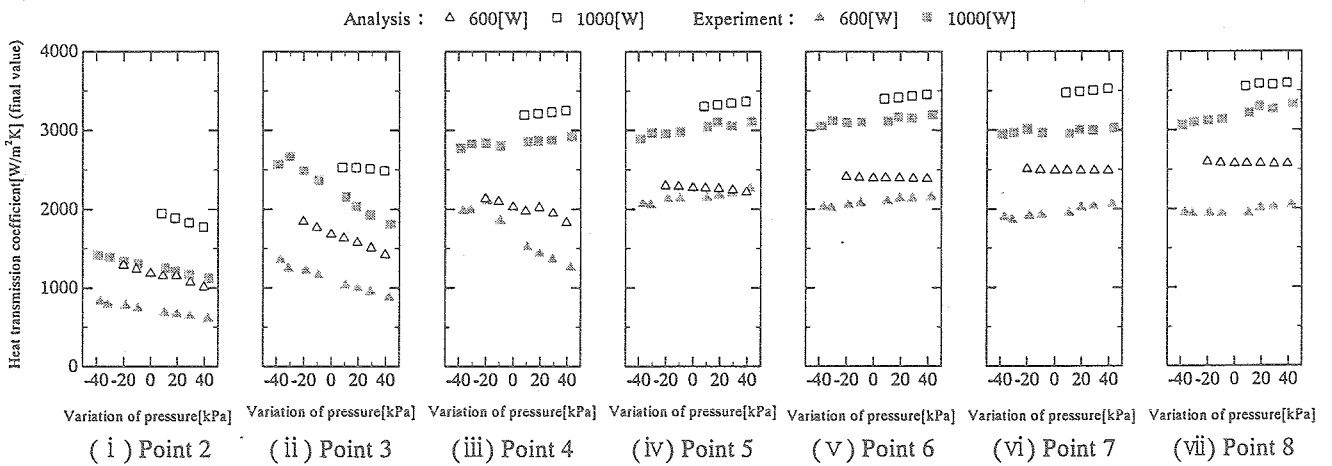 Analysis : △ 600[W] □ 1000[W] Experiment : ▲ 600[W] ■ 1000[W]
Heat transmission coefficient[W/m²K] (final value)
4000
3000
2000
1000
0
-40 -20 0 20 40
-40 -20 0 20 40
-40 -20 0 20 40
-40 -20 0 20 40
-40 -20 0 20 40
-40 -20 0 20 40
-40 -20 0 20 40
Variation of pressure[kPa]
Variation of pressure[kPa]
Variation of pressure[kPa]
Variation of pressure[kPa]
Variation of pressure[kPa]
Variation of pressure[kPa]
Variation of pressure[kPa]
(ⅰ) Point 2
(ⅱ) Point 3
(ⅲ) Point 4
(ⅳ) Point 5
(ⅴ) Point 6
(ⅵ) Point 7
(ⅶ) Point 8